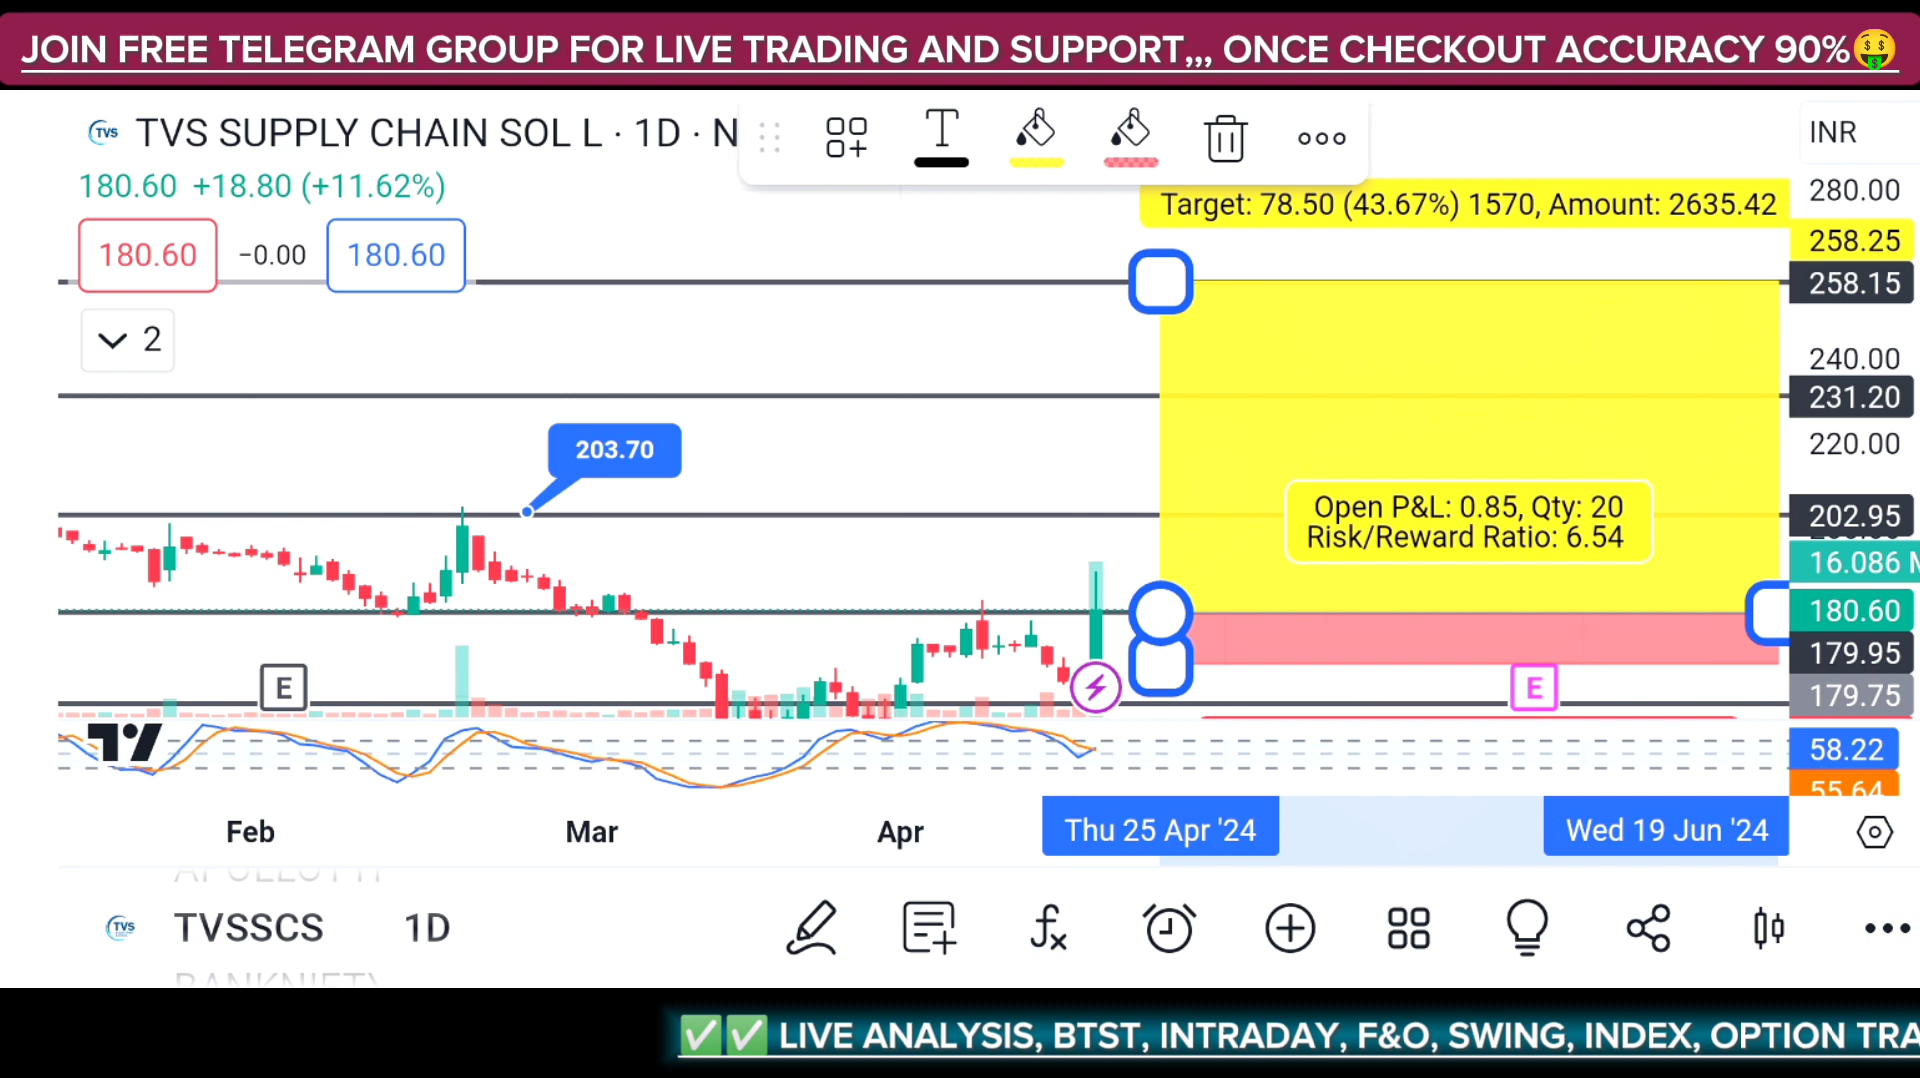 JOIN FREE TELEGRAM GROUP FOR LIVE TRADING AND SUPPORT,,, ONCE CHECKOUT ACCURACY 90%🤑
TVS TVS SUPPLY CHAIN SOL L · 1D · N
INR
180.60 +18.80 (+11.62%)
280.00
Target: 78.50 (43.67%) 1570, Amount: 2635.42
180.60 −0.00 180.60
258.25
258.15
2
240.00
231.20
220.00
203.70
Open P&L: 0.85, Qty: 20
Risk/Reward Ratio: 6.54
202.95
16.086
180.60
179.95
179.75
E
E
58.22
55.64
Feb Mar Apr Thu 25 Apr '24 Wed 19 Jun '24
TVS TVSSCS 1D
BANKNIFTY
✅✅ LIVE ANALYSIS, BTST, INTRADAY, F&O, SWING, INDEX, OPTION TRA